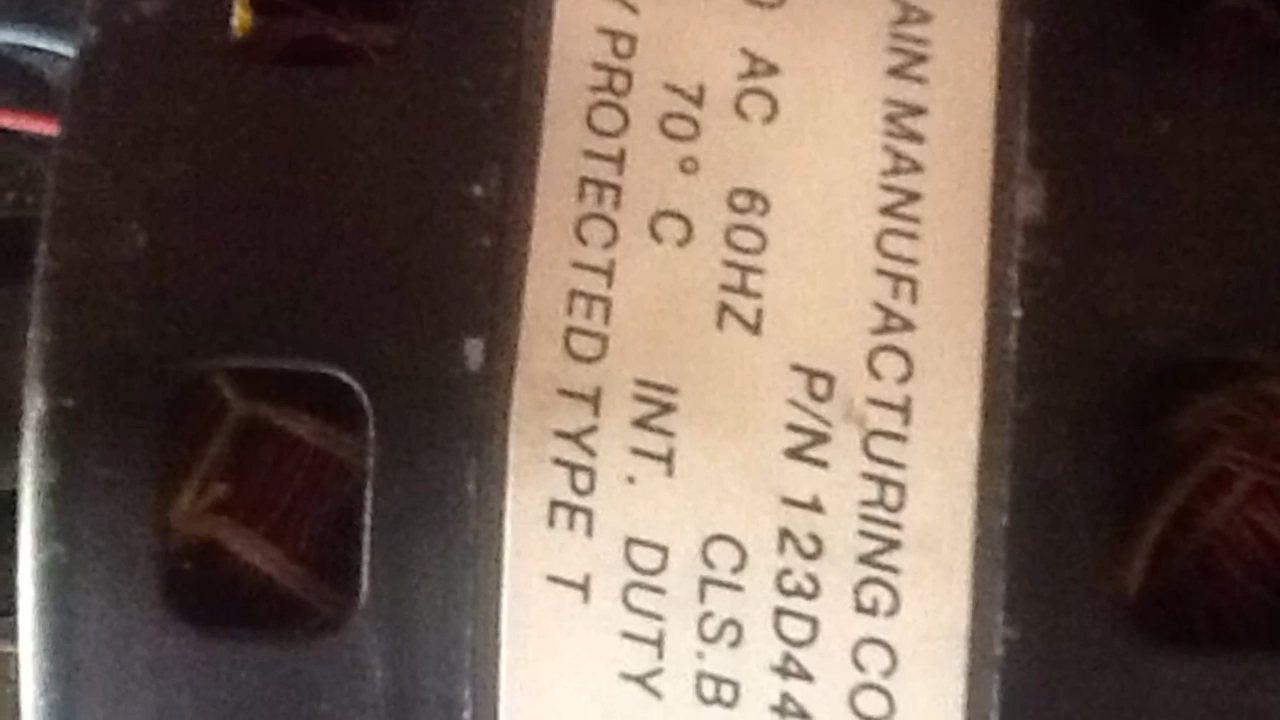 AIN MANUFACTURING CO
P/N 123D44
AC 60HZ CLS.B
70° C INT. DUTY
Y PROTECTED TYPE T